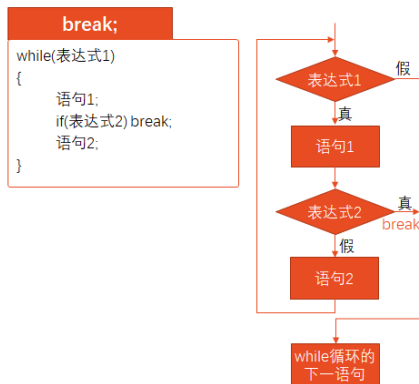 break;
while(表达式1)
{
语句1;
if(表达式2) break;
语句2;
}
表达式1
假
真
语句1
表达式2
真
break
假
语句2
while循环的
下一语句